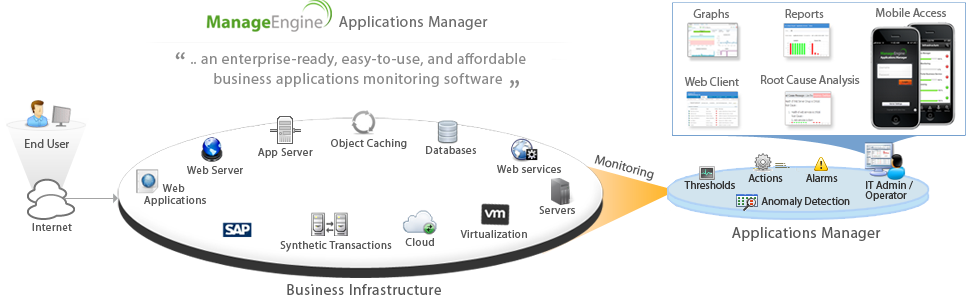 ManageEngine Applications Manager
“ .. an enterprise-ready, easy-to-use, and affordable
business applications monitoring software „
Graphs
Reports
Mobile Access
Web Client
Root Cause Analysis
End User
Internet
Web
Applications
Web Server
App Server
Object Caching
Databases
Web services
Servers
vm
Virtualization
Cloud
Synthetic Transactions
SAP
Business Infrastructure
Monitoring
Thresholds
Actions
Alarms
IT Admin /
Operator
Anomaly Detection
Applications Manager